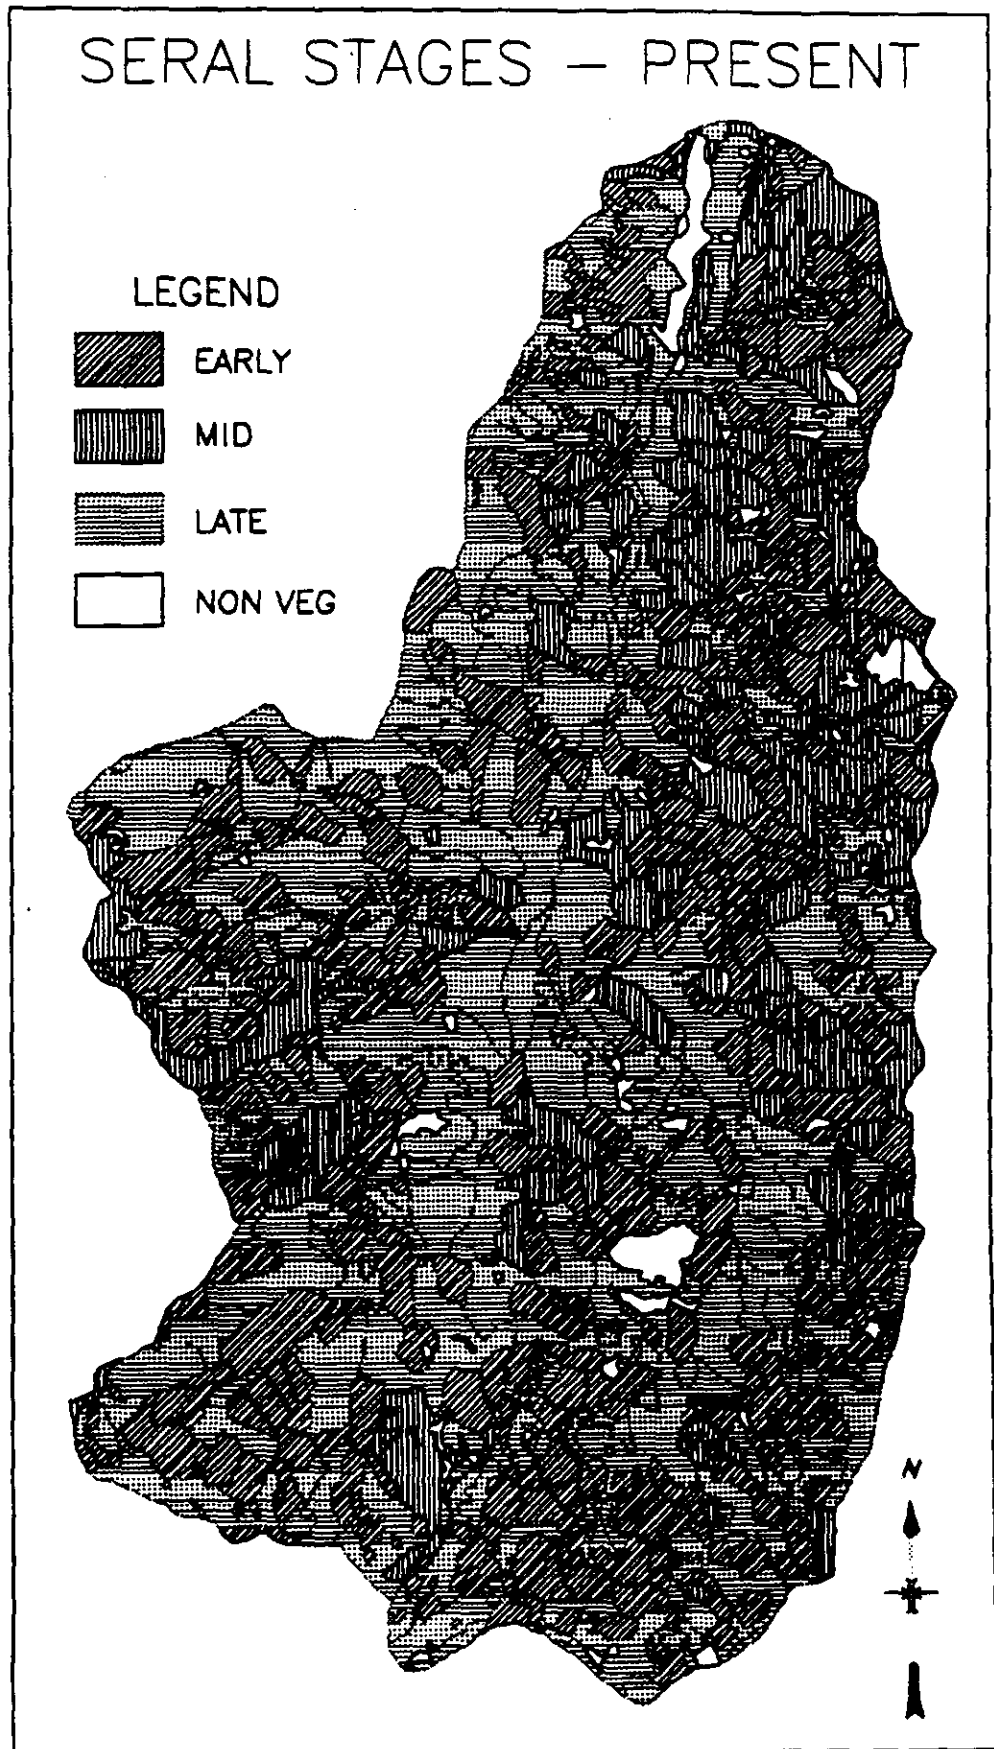 SERAL STAGES – PRESENT
LEGEND
EARLY
MID
LATE
NON VEG
N